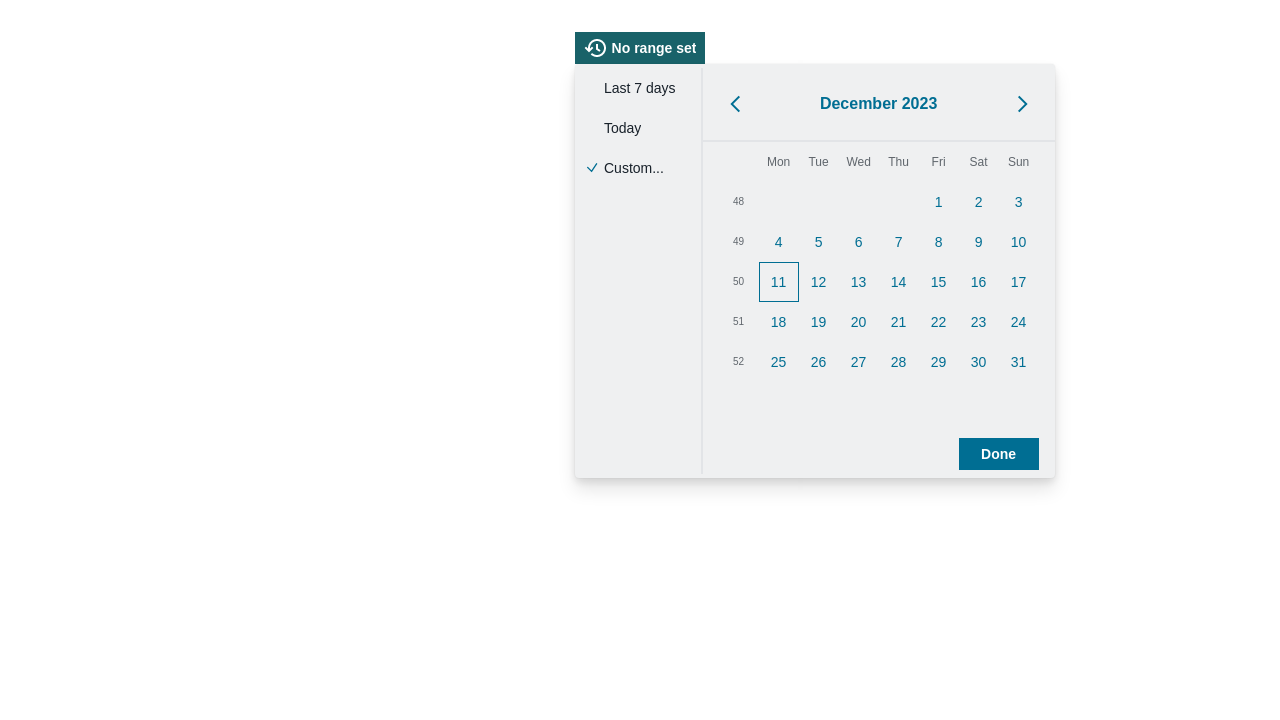 No range set
Last 7 days
Today
Custom...
December 2023
Mon Tue Wed Thu Fri Sat Sun
48 1 2 3
49 4 5 6 7 8 9 10
50 11 12 13 14 15 16 17
51 18 19 20 21 22 23 24
52 25 26 27 28 29 30 31
Done